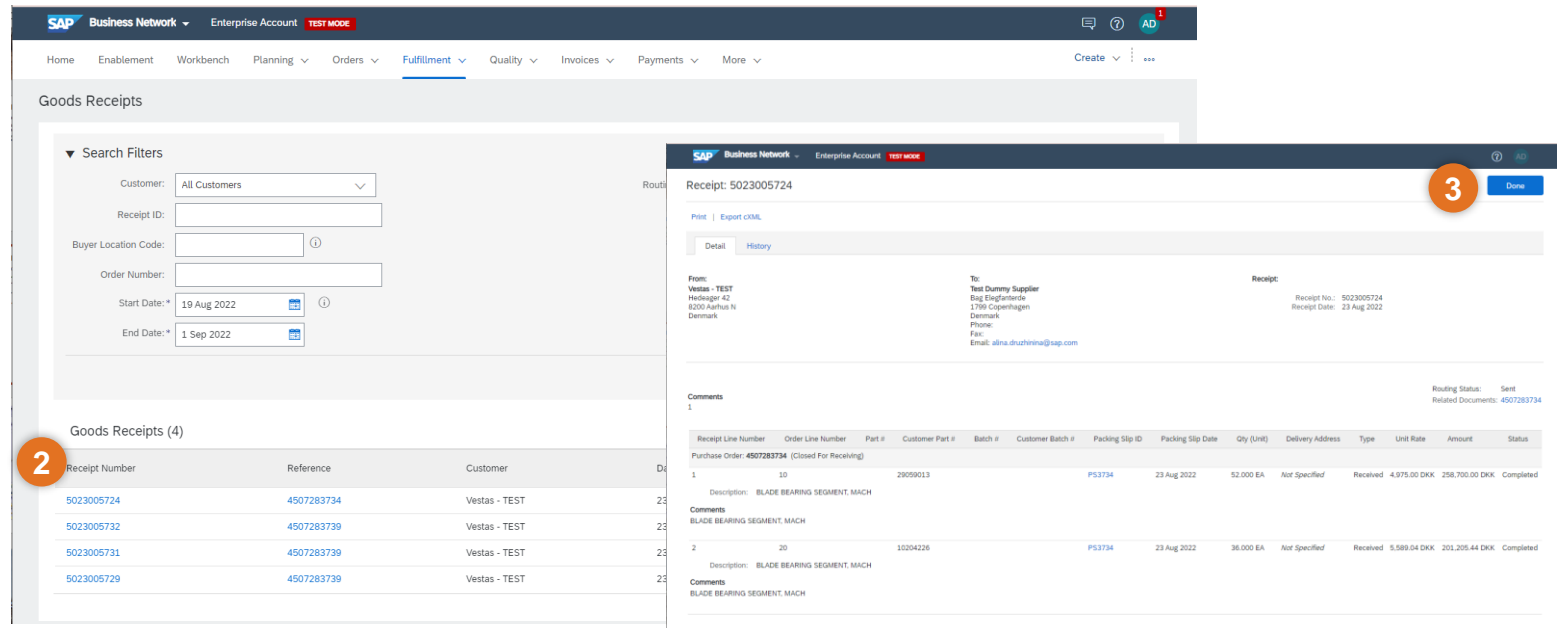 SAP Business Network Enterprise Account TEST MODE AD 1
Home Enablement Workbench Planning Orders Fulfillment Quality Invoices Payments More Create
Goods Receipts
Search Filters
Customer: All Customers
Receipt ID:
Buyer Location Code:
Order Number:
Start Date:* 19 Aug 2022
End Date:* 1 Sep 2022
Goods Receipts (4)
2
Receipt Number Reference Customer
5023005724 4507283734 Vestas - TEST 23
5023005732 4507283739 Vestas - TEST 23
5023005731 4507283739 Vestas - TEST 23
5023005729 4507283739 Vestas - TEST 23
SAP Business Network Enterprise Account TEST MODE AD
Receipt: 5023005724 3 Done
Print | Export cXML
Detail History
From: To: Receipt:
Vestas - TEST Test Dummy Supplier
Hedeager 42 Bag Elegfanterde Receipt No.: 5023005724
8200 Aarhus N 1799 Copenhagen Receipt Date: 23 Aug 2022
Denmark Denmark
Phone:
Fax:
Email: alina.druzhinina@sap.com
Routing Status: Sent
Comments Related Documents: 4507283734
1
Receipt Line Number Order Line Number Part # Customer Part # Batch # Customer Batch # Packing Slip ID Packing Slip Date Qty (Unit) Delivery Address Type Unit Rate Amount Status
Purchase Order: 4507283734 (Closed For Receiving)
1 10 29059013 PS3734 23 Aug 2022 52.000 EA Not Specified Received 4,975.00 DKK 258,700.00 DKK Completed
Description: BLADE BEARING SEGMENT, MACH
Comments
BLADE BEARING SEGMENT, MACH
2 20 10204226 PS3734 23 Aug 2022 36.000 EA Not Specified Received 5,589.04 DKK 201,205.44 DKK Completed
Description: BLADE BEARING SEGMENT, MACH
Comments
BLADE BEARING SEGMENT, MACH